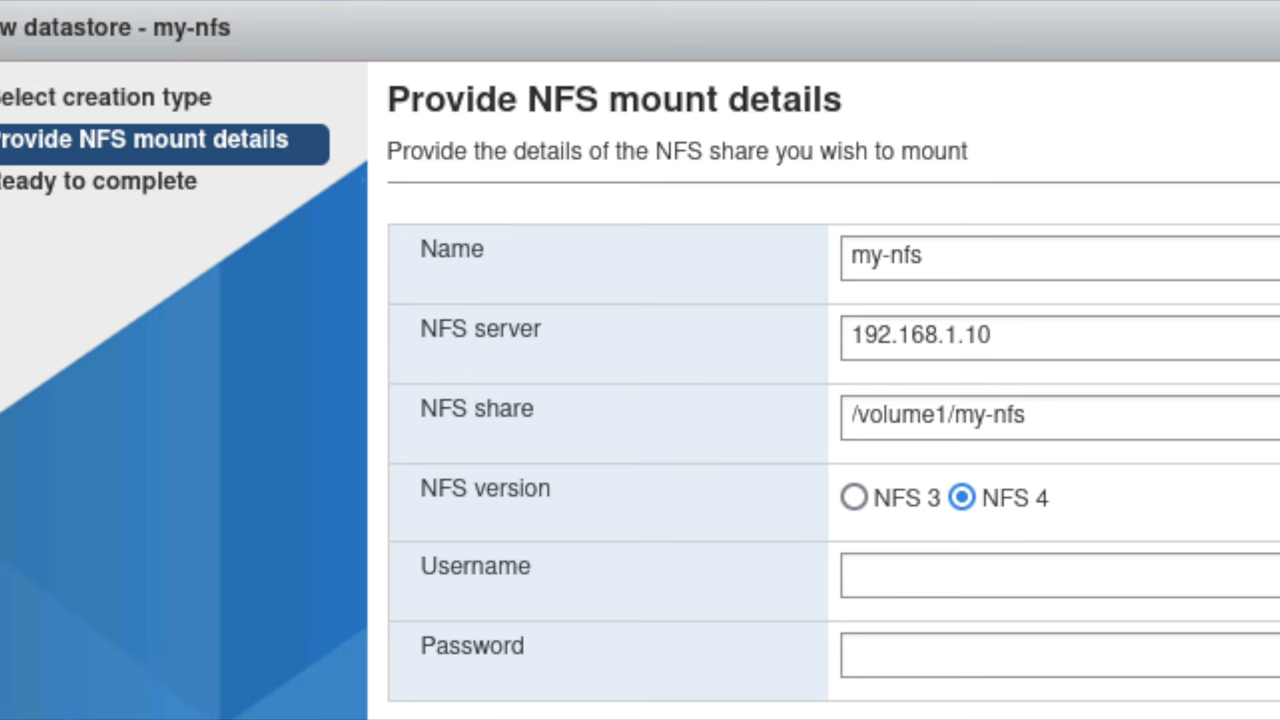 w datastore - my-nfs
elect creation type
rovide NFS mount details
eady to complete
Provide NFS mount details
Provide the details of the NFS share you wish to mount
Name
my-nfs
NFS server
192.168.1.10
NFS share
/volume1/my-nfs
NFS version
NFS 3 NFS 4
Username
Password